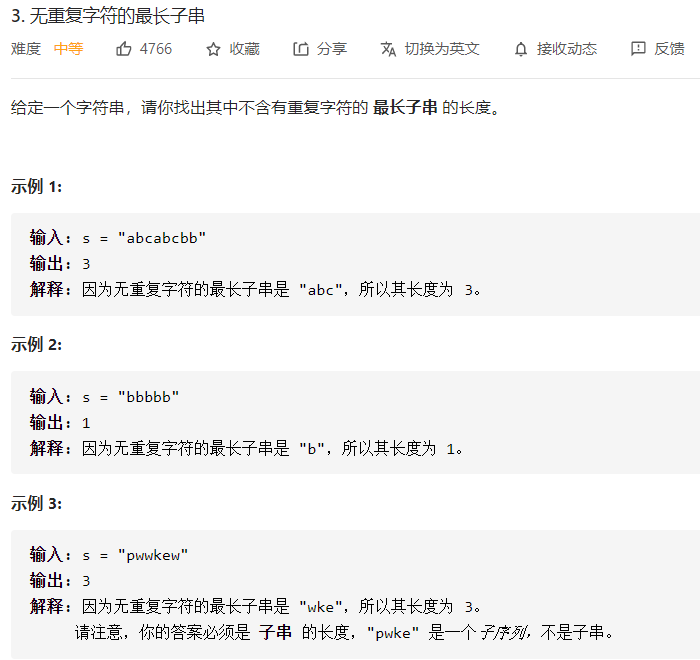 3. 无重复字符的最长子串
难度 中等 4766 收藏 分享 切换为英文 接收动态 反馈
给定一个字符串，请你找出其中不含有重复字符的 最长子串 的长度。
示例 1:
输入: s = "abcabcbb"
输出: 3
解释: 因为无重复字符的最长子串是 "abc"，所以其长度为 3。
示例 2:
输入: s = "bbbbb"
输出: 1
解释: 因为无重复字符的最长子串是 "b"，所以其长度为 1。
示例 3:
输入: s = "pwwkew"
输出: 3
解释: 因为无重复字符的最长子串是 "wke"，所以其长度为 3。
请注意，你的答案必须是 子串 的长度，"pwke" 是一个子序列，不是子串。